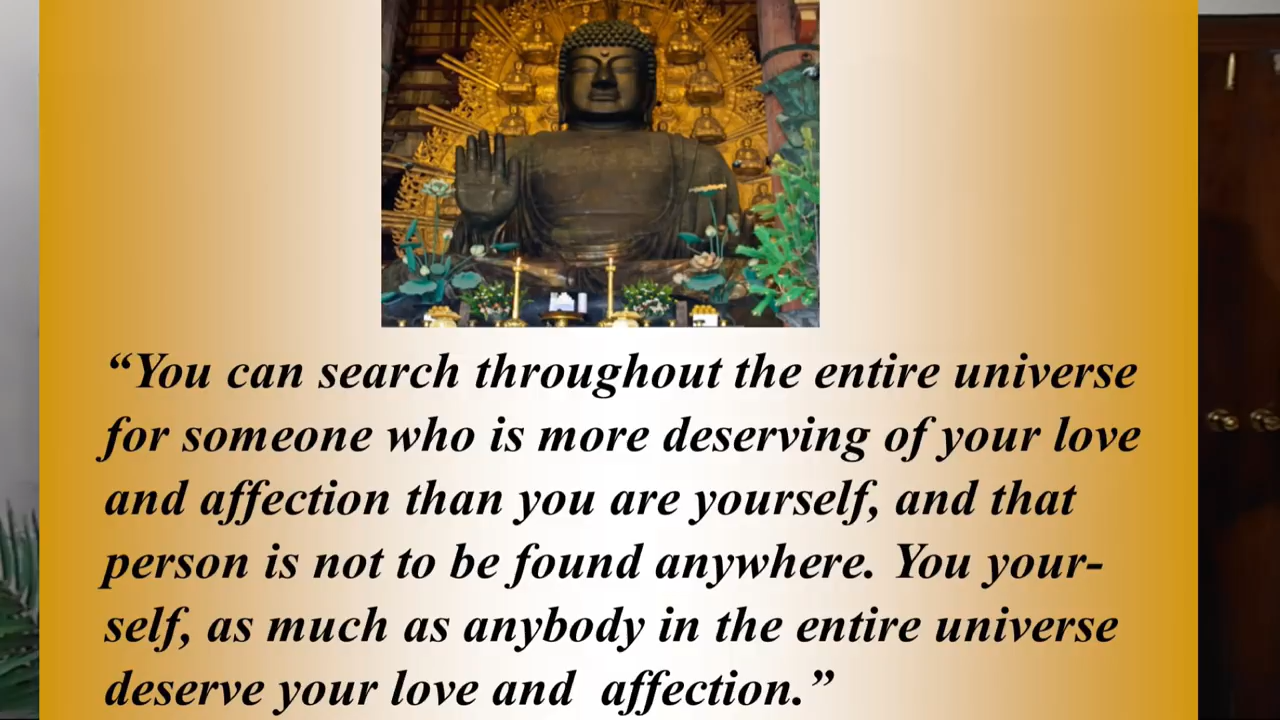 “You can search throughout the entire universe
for someone who is more deserving of your love
and affection than you are yourself, and that
person is not to be found anywhere. You your-
self, as much as anybody in the entire universe
deserve your love and  affection.”